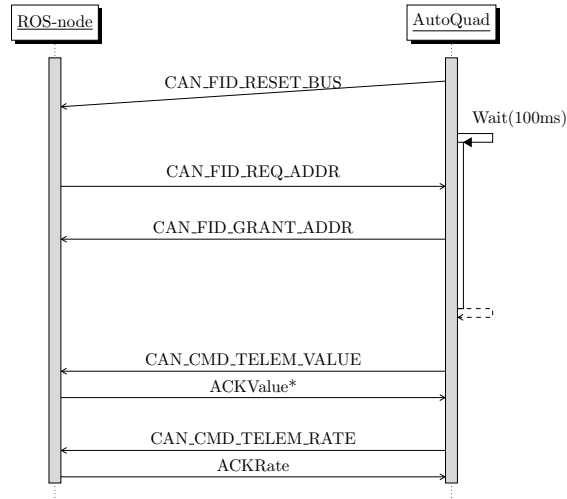 ROS-node
AutoQuad
CAN_FID_RESET_BUS
Wait(100ms)
CAN_FID_REQ_ADDR
CAN_FID_GRANT_ADDR
CAN_CMD_TELEM_VALUE
ACKValue*
CAN_CMD_TELEM_RATE
ACKRate